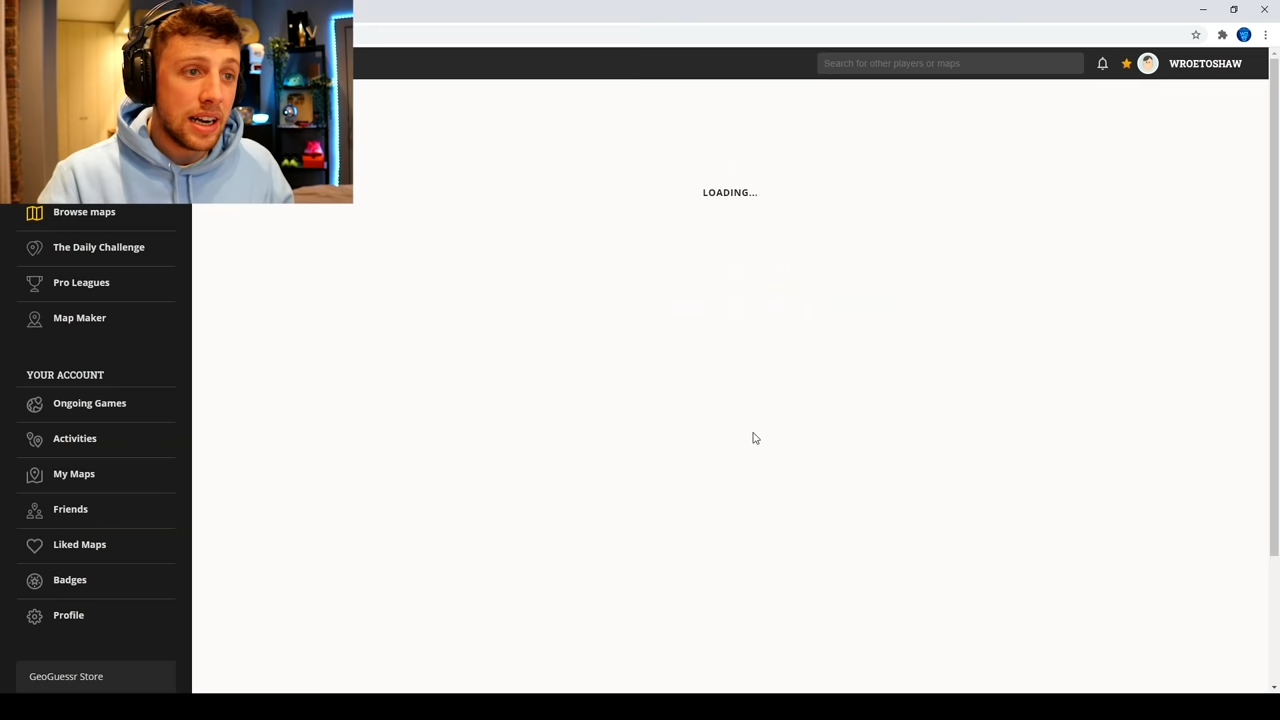 Search for other players or maps
WROETOSHAW
LOADING...
Browse maps
The Daily Challenge
Pro Leagues
Map Maker
YOUR ACCOUNT
Ongoing Games
Activities
My Maps
Friends
Liked Maps
Badges
Profile
GeoGuessr Store